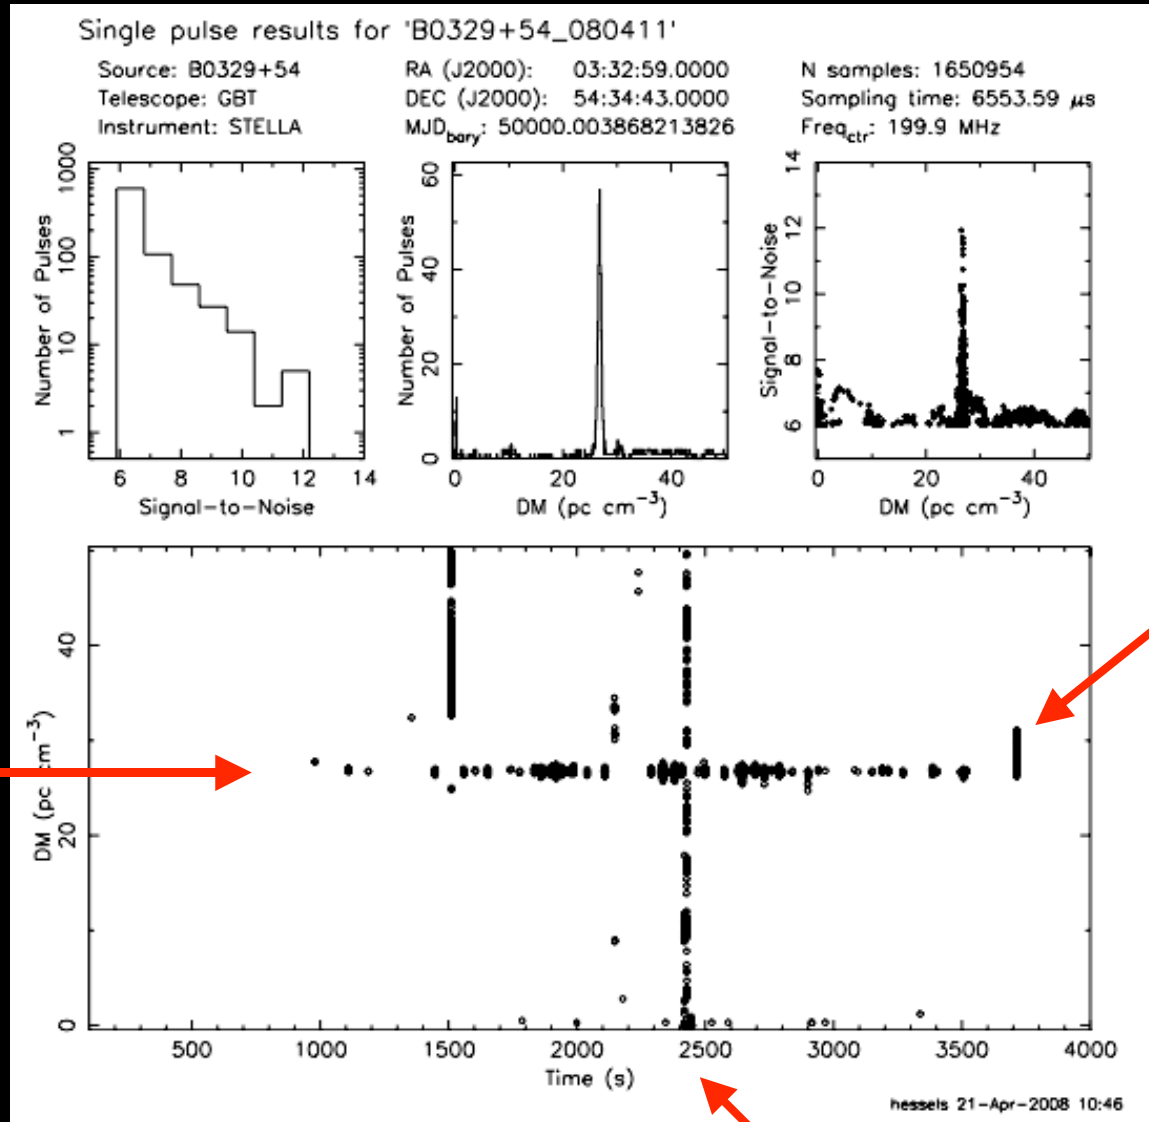 Single pulse results for 'B0329+54_080411'
Source: B0329+54
Telescope: GBT
Instrument: STELLA
RA (J2000): 03:32:59.0000
DEC (J2000): 54:34:43.0000
MJD_bary: 50000.003868213826
N samples: 1650954
Sampling time: 6553.59 μs
Freq_ctr: 199.9 MHz
Number of Pulses
1 10 100 1000
6 8 10 12 14
Signal-to-Noise
Number of Pulses
0 20 40 60
0 20 40
DM (pc cm⁻³)
Signal-to-Noise
6 8 10 12 14
0 20 40
DM (pc cm⁻³)
DM (pc cm⁻³)
0 20 40
500 1000 1500 2000 2500 3000 3500 4000
Time (s)
hessels 21-Apr-2008 10:46